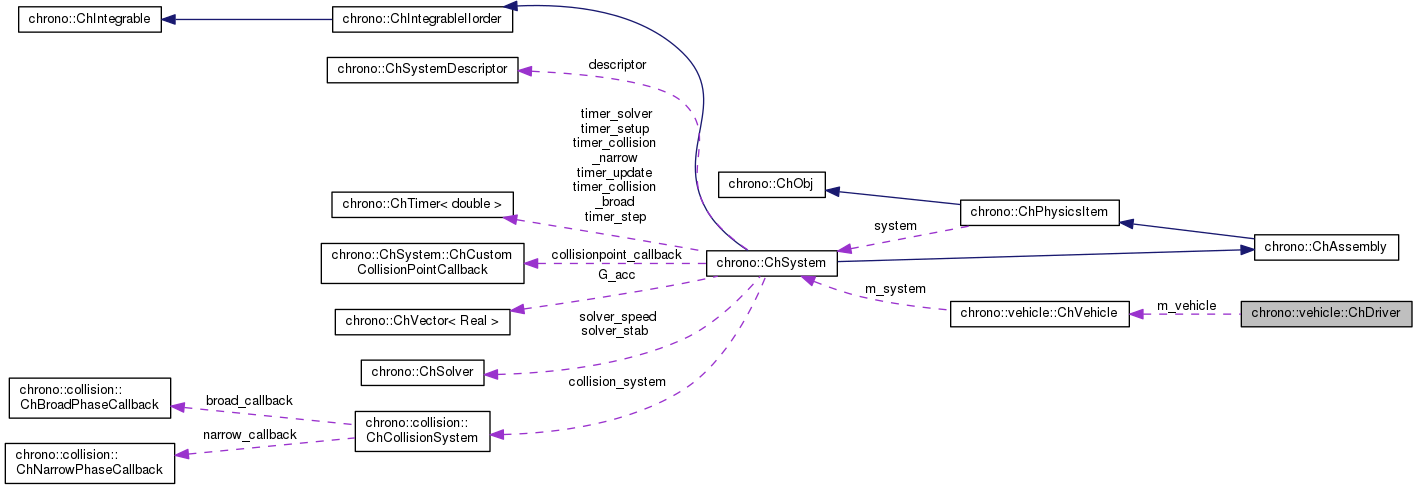 chrono::ChIntegrable
chrono::ChIntegrableIIorder
chrono::ChSystemDescriptor
descriptor
timer_solver
timer_setup
timer_collision
_narrow
timer_update
timer_collision
_broad
timer_step
chrono::ChTimer< double >
chrono::ChObj
chrono::ChPhysicsItem
system
chrono::ChAssembly
chrono::ChSystem::ChCustom
CollisionPointCallback
collisionpoint_callback
chrono::ChSystem
G_acc
m_system
chrono::vehicle::ChVehicle
m_vehicle
chrono::vehicle::ChDriver
chrono::ChVector< Real >
solver_speed
solver_stab
chrono::ChSolver
collision_system
chrono::collision::
ChBroadPhaseCallback
broad_callback
chrono::collision::
ChCollisionSystem
narrow_callback
chrono::collision::
ChNarrowPhaseCallback